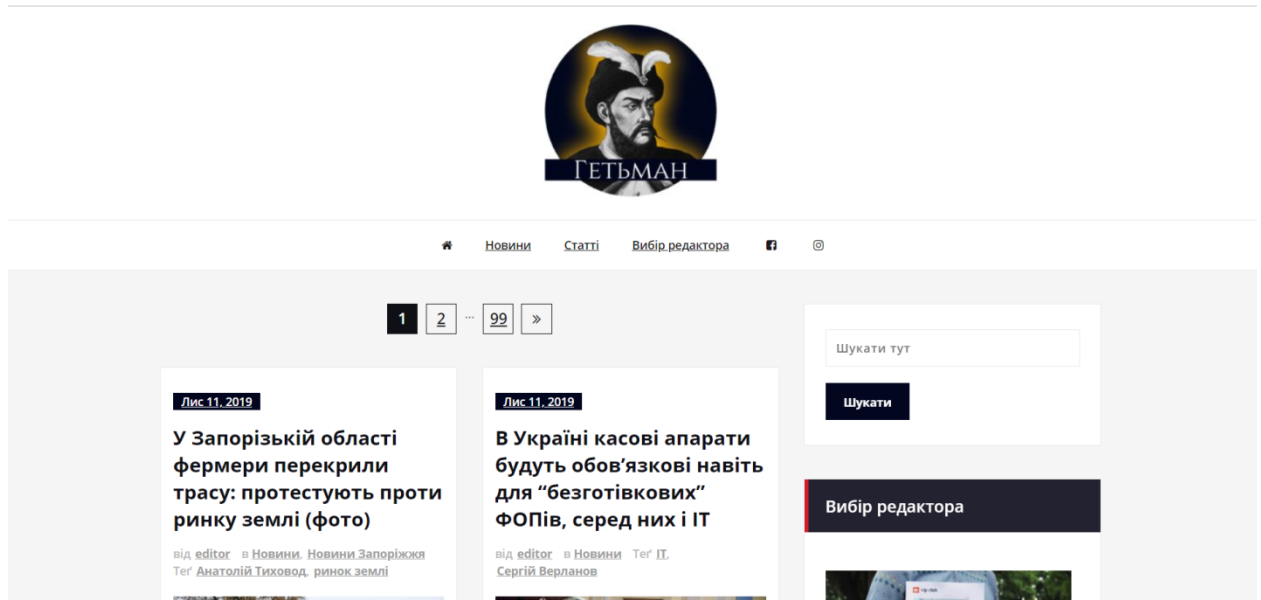 ГЕТЬМАН
Новини Статті Вибір редактора
1 2 ... 99 »
Шукати тут
Шукати
Лис 11, 2019
У Запорізькій області
фермери перекрили
трасу: протестують проти
ринку землі (фото)
від editor в Новини, Новини Запоріжжя
Теґ Анатолій Тиховод, ринок землі
Лис 11, 2019
В Україні касові апарати
будуть обов’язкові навіть
для “безготівкових”
ФОПів, серед них і ІТ
від editor в Новини Теґ ІТ,
Сергій Верланов
Вибір редактора